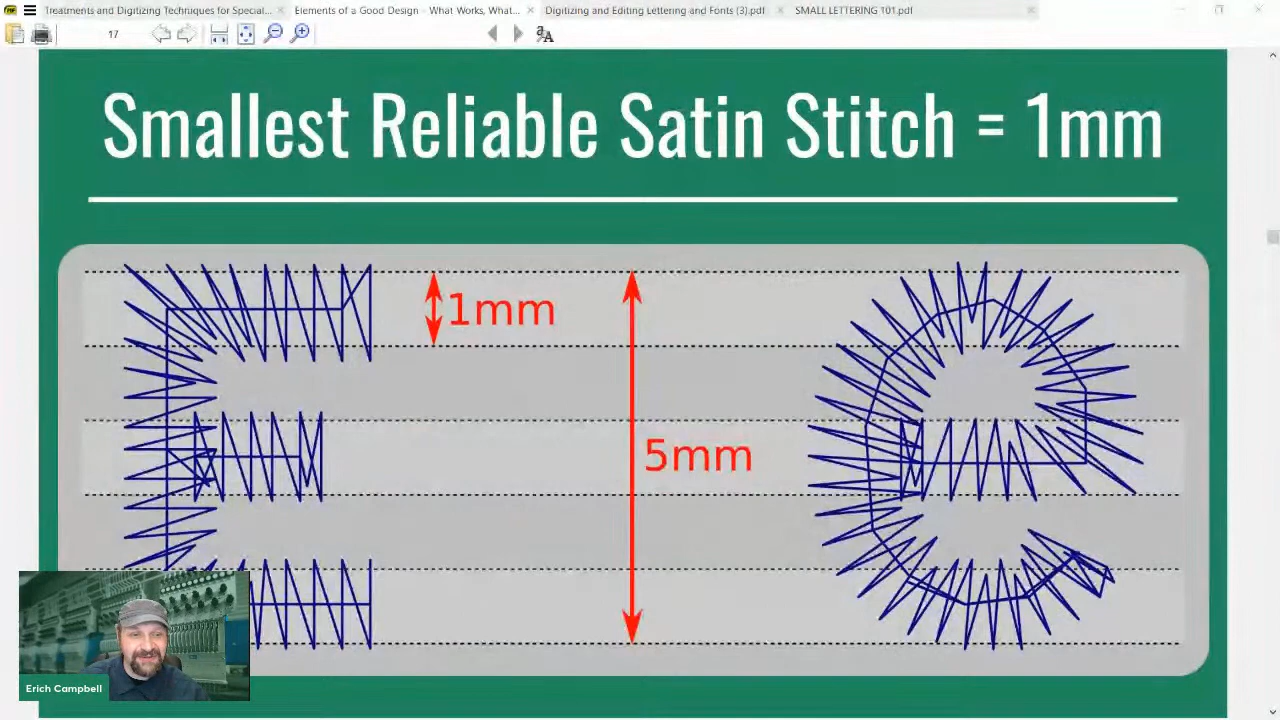 Treatments and Digitizing Techniques for Special...
Elements of a Good Design – What Works, What...
Digitizing and Editing Lettering and Fonts (3).pdf
SMALL LETTERING 101.pdf
17
Smallest Reliable Satin Stitch = 1mm
1mm
5mm
Erich Campbell